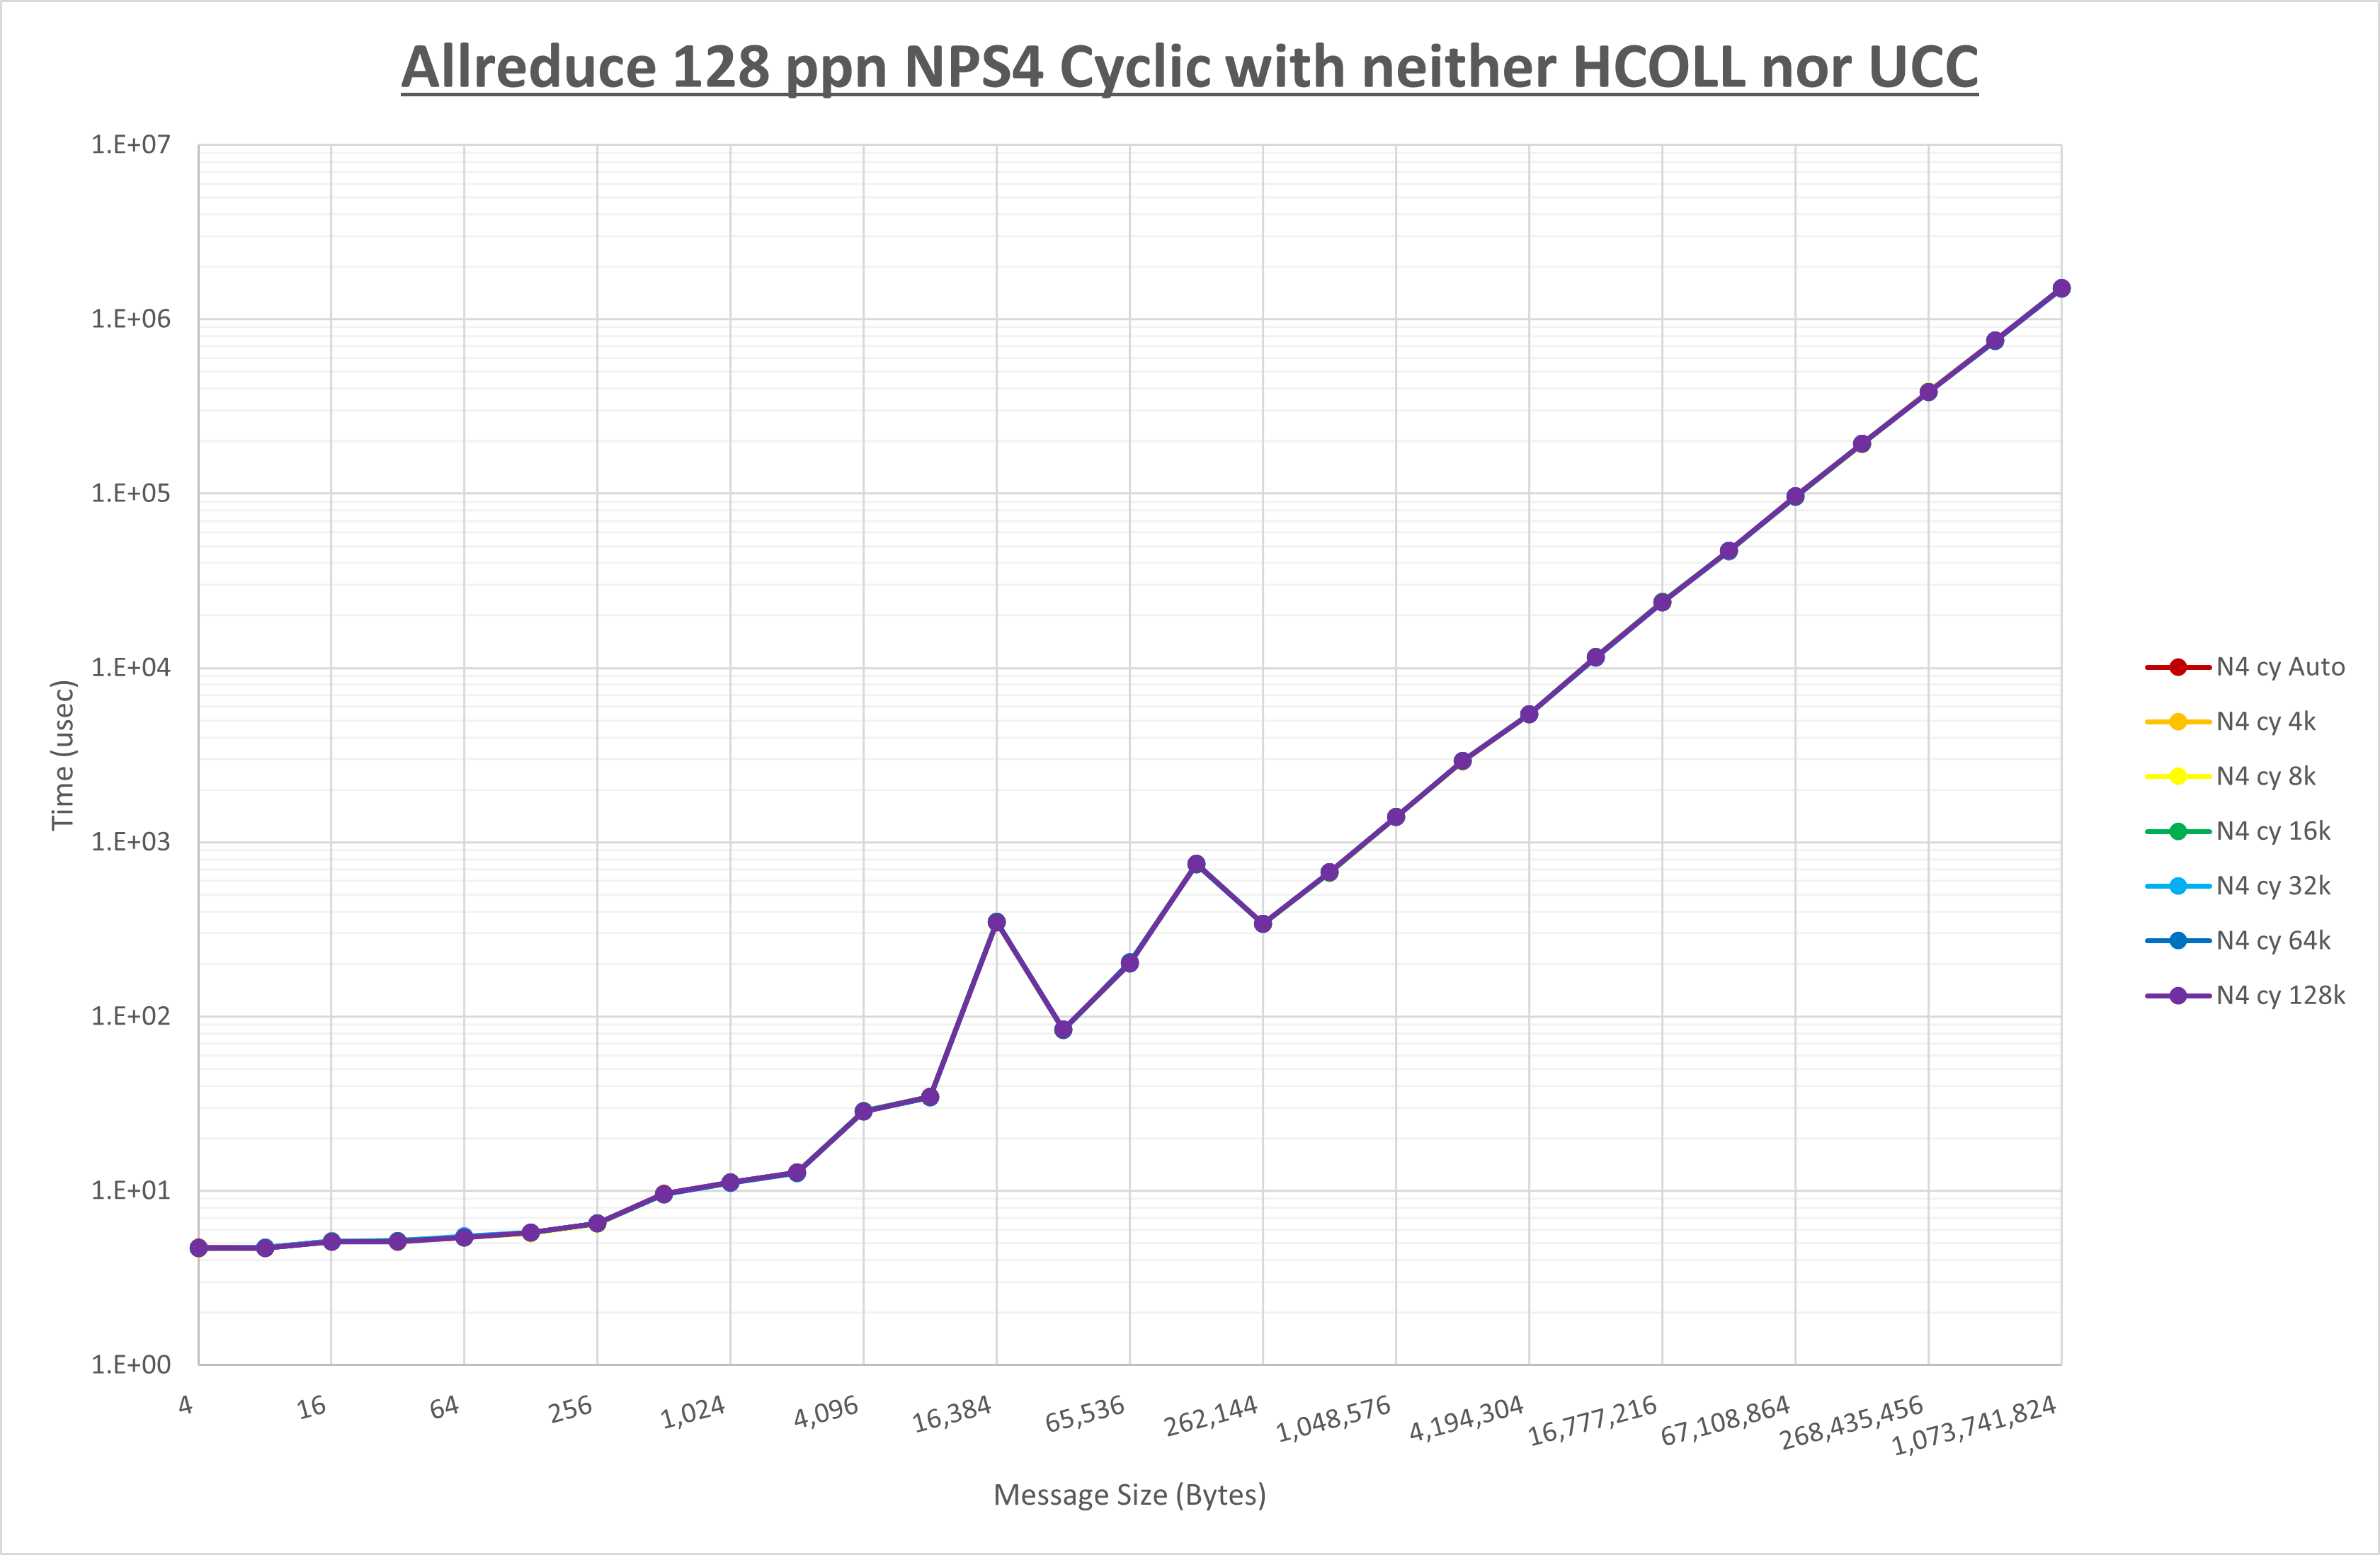 Allreduce 128 ppn NPS4 Cyclic with neither HCOLL nor UCC
1.E+07
1.E+06
1.E+05
1.E+04
1.E+03
1.E+02
1.E+01
1.E+00
Time (usec)
4
16
64
256
1,024
4,096
16,384
65,536
262,144
1,048,576
4,194,304
16,777,216
67,108,864
268,435,456
1,073,741,824
Message Size (Bytes)
N4 cy Auto
N4 cy 4k
N4 cy 8k
N4 cy 16k
N4 cy 32k
N4 cy 64k
N4 cy 128k